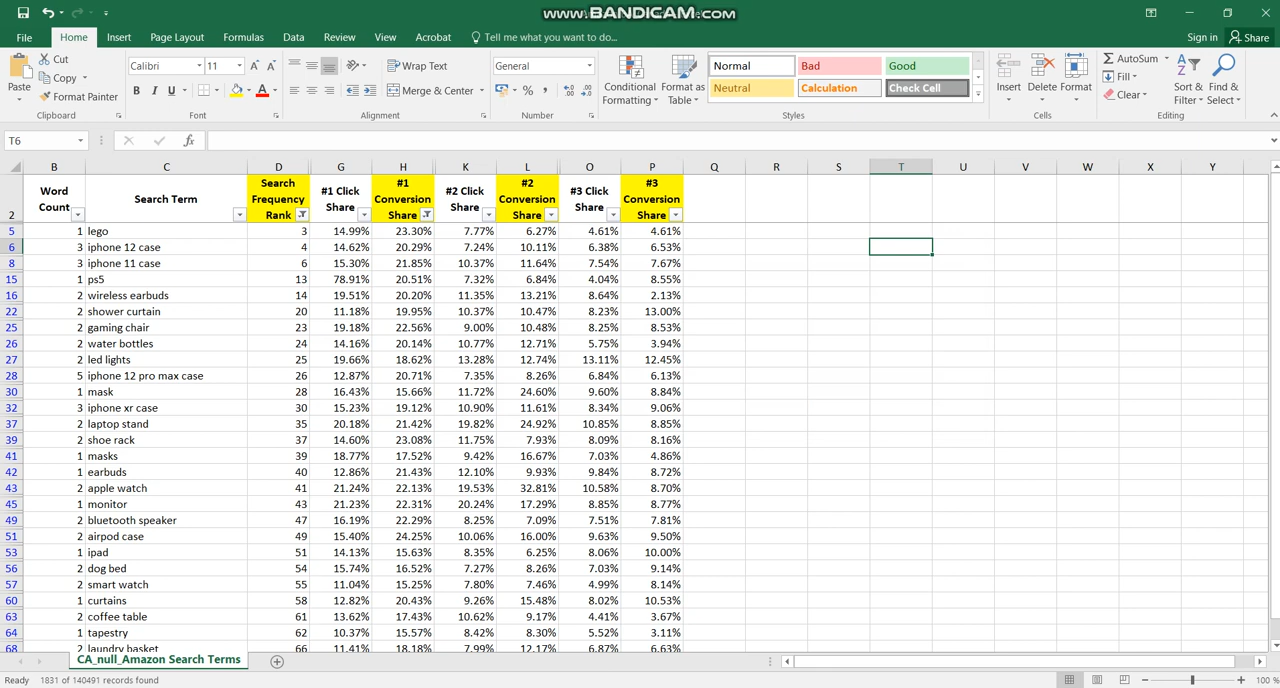 WWW.BANDICAM.COM
File Home Insert Page Layout Formulas Data Review View Acrobat Tell me what you want to do... Sign in Share
Paste
Cut
Copy
Format Painter
Clipboard
Calibri 11
B I U
Font
Wrap Text
Merge & Center
Alignment
General
% ,
Number
Conditional Formatting
Format as Table
Normal Bad Good
Neutral Calculation Check Cell
Styles
Insert Delete Format
Cells
AutoSum
Fill
Clear
Sort & Filter
Find & Select
Editing
T6 fx
B C D G H K L O P Q R S T U V W X Y
2 Word Count Search Term Search Frequency Rank #1 Click Share #1 Conversion Share #2 Click Share #2 Conversion Share #3 Click Share #3 Conversion Share
5 1 lego 3 14.99% 23.30% 7.77% 6.27% 4.61% 4.61%
6 3 iphone 12 case 4 14.62% 20.29% 7.24% 10.11% 6.38% 6.53%
8 3 iphone 11 case 6 15.30% 21.85% 10.37% 11.64% 7.54% 7.67%
15 1 ps5 13 78.91% 20.51% 7.32% 6.84% 4.04% 8.55%
16 2 wireless earbuds 14 19.51% 20.20% 11.35% 13.21% 8.64% 2.13%
22 2 shower curtain 20 11.18% 19.95% 10.37% 10.47% 8.23% 13.00%
25 2 gaming chair 23 19.18% 22.56% 9.00% 10.48% 8.25% 8.53%
26 2 water bottles 24 14.16% 20.14% 10.77% 12.71% 5.75% 3.94%
27 2 led lights 25 19.66% 18.62% 13.28% 12.74% 13.11% 12.45%
28 5 iphone 12 pro max case 26 12.87% 20.71% 7.35% 8.26% 6.84% 6.13%
30 1 mask 28 16.43% 15.66% 11.72% 24.60% 9.60% 8.84%
32 3 iphone xr case 30 15.23% 19.12% 10.90% 11.61% 8.34% 9.06%
37 2 laptop stand 35 20.18% 21.42% 19.82% 24.92% 10.85% 8.85%
39 2 shoe rack 37 14.60% 23.08% 11.75% 7.93% 8.09% 8.16%
41 1 masks 39 18.77% 17.52% 9.42% 16.67% 7.03% 4.86%
42 1 earbuds 40 12.86% 21.43% 12.10% 9.93% 9.84% 8.72%
43 2 apple watch 41 21.24% 22.13% 19.53% 32.81% 10.58% 8.70%
45 1 monitor 43 21.23% 22.31% 20.24% 17.29% 8.85% 8.77%
49 2 bluetooth speaker 47 16.19% 22.29% 8.25% 7.09% 7.51% 7.81%
51 2 airpod case 49 15.40% 24.25% 10.06% 16.00% 9.63% 9.50%
53 1 ipad 51 14.13% 15.63% 8.35% 6.25% 8.06% 10.00%
56 2 dog bed 54 15.74% 16.52% 7.27% 8.26% 7.03% 9.14%
57 2 smart watch 55 11.04% 15.25% 7.80% 7.46% 4.99% 8.14%
60 1 curtains 58 12.82% 20.43% 9.26% 15.48% 8.02% 10.53%
63 2 coffee table 61 13.62% 17.43% 10.62% 9.17% 4.41% 3.67%
64 1 tapestry 62 10.37% 15.57% 8.42% 8.30% 5.52% 3.11%
68 2 laundry basket 66 11.41% 18.18% 7.99% 12.17% 6.87% 6.63%
CA_null_Amazon Search Terms
Ready 1831 of 140491 records found 100 %